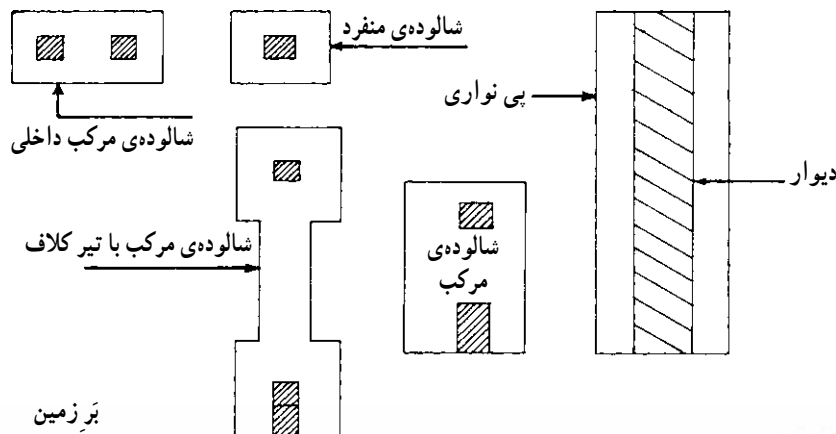 شالوده‌ی منفرد
پی نواری
شالوده‌ی مرکب داخلی
دیوار
شالوده‌ی
مرکب
شالوده‌ی مرکب با تیر کلاف
بَرِ زمین